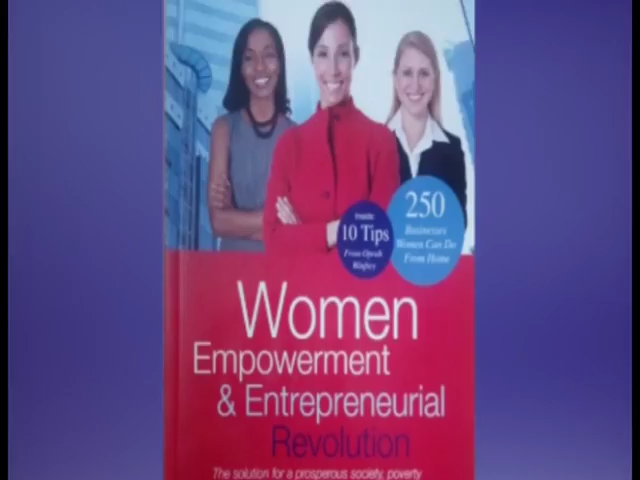 Inside:
10 Tips
From Oprah
Winfrey
250
Businesses
Women Can Do
From Home
Women
Empowerment
& Entrepreneurial
Revolution
The solution for a prosperous society, poverty